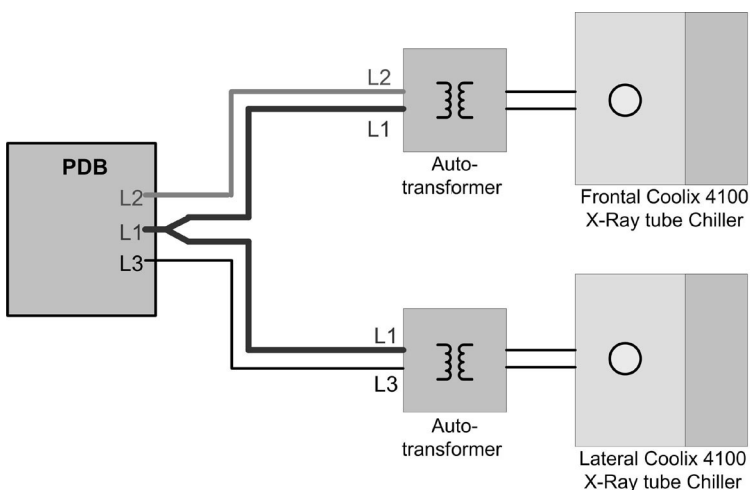 PDB
L2
L1
L3
L2
L1
Auto-
transformer
Frontal Coolix 4100
X-Ray tube Chiller
L1
L3
Auto-
transformer
Lateral Coolix 4100
X-Ray tube Chiller